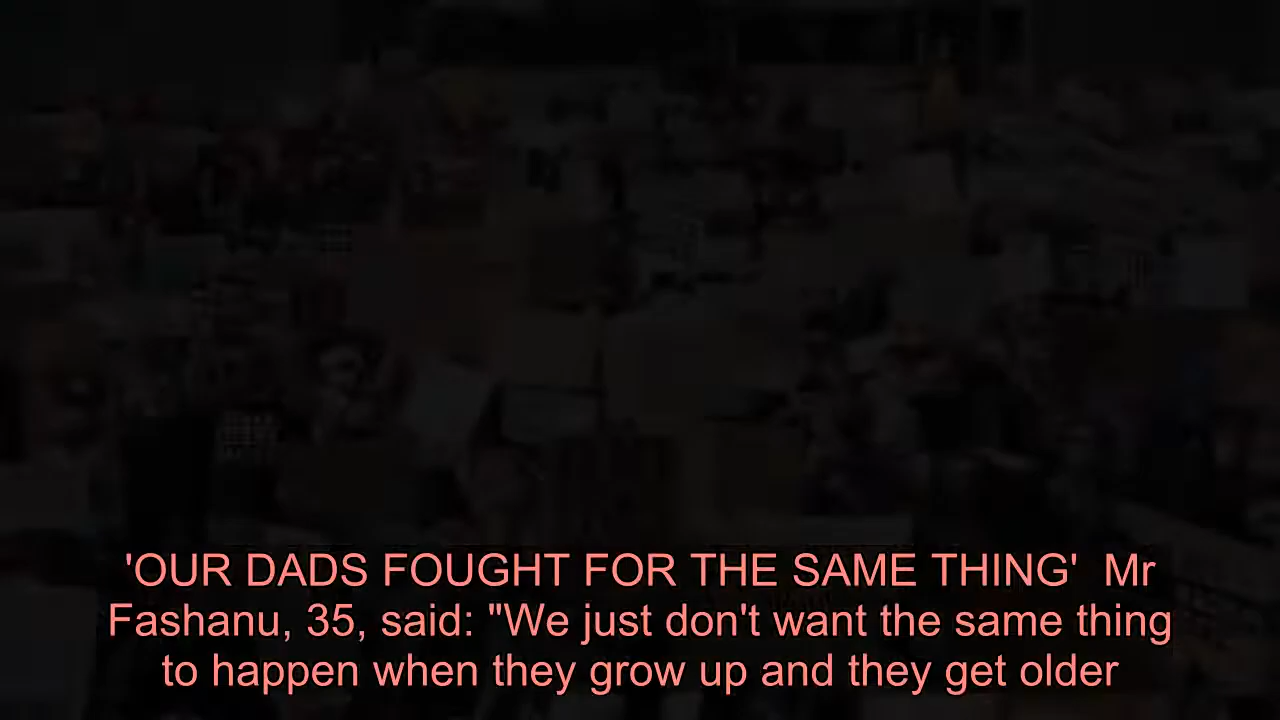 'OUR DADS FOUGHT FOR THE SAME THING'  Mr
Fashanu, 35, said: "We just don't want the same thing
to happen when they grow up and they get older